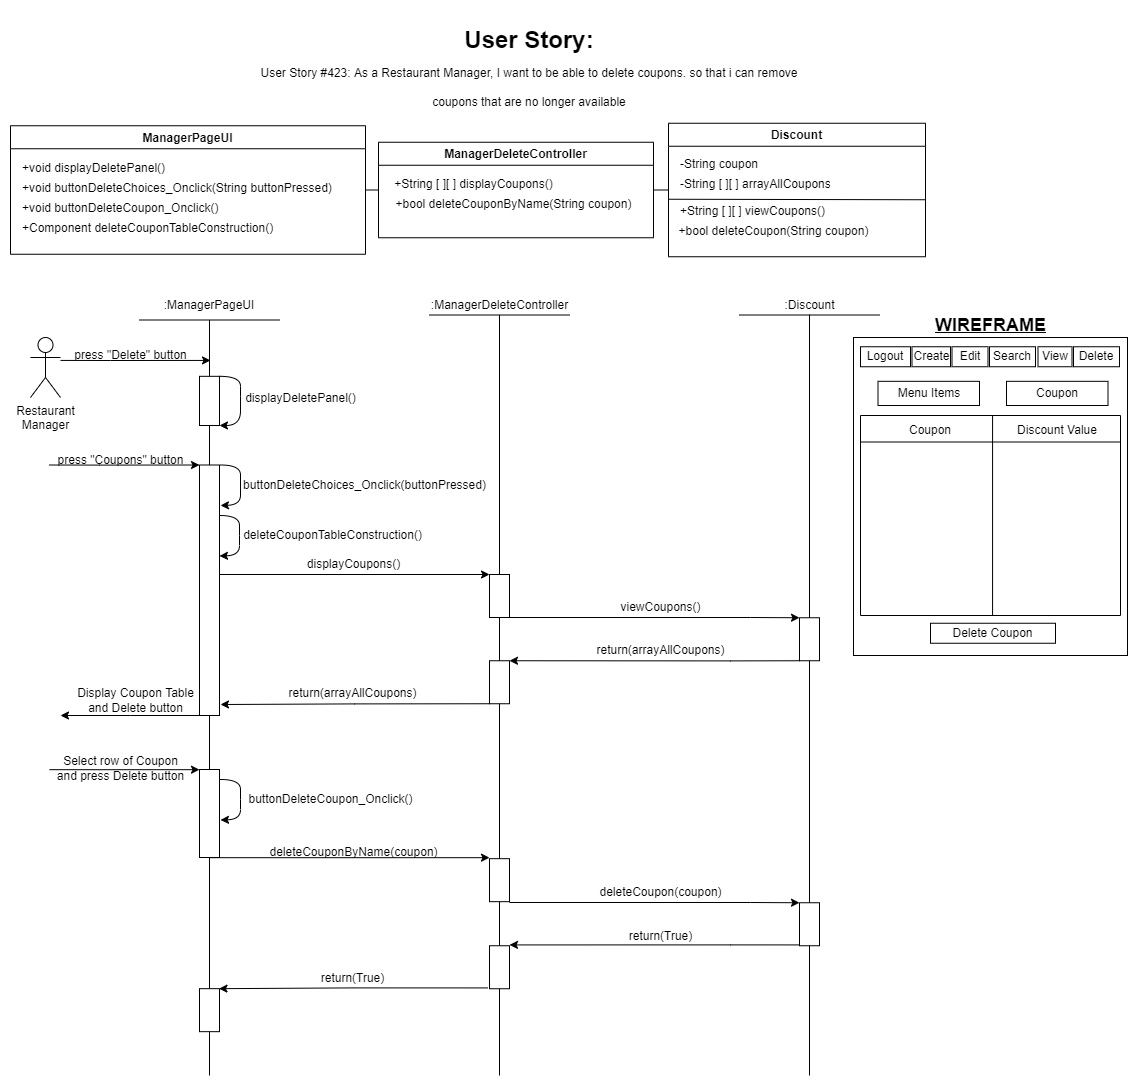 User Story:
User Story #423: As a Restaurant Manager, I want to be able to delete coupons. so that i can remove
coupons that are no longer available
ManagerPageUI
+void displayDeletePanel()
+void buttonDeleteChoices_Onclick(String buttonPressed)
+void buttonDeleteCoupon_Onclick()
+Component deleteCouponTableConstruction()
ManagerDeleteController
+String [ ][ ] displayCoupons()
+bool deleteCouponByName(String coupon)
Discount
-String coupon
-String [ ][ ] arrayAllCoupons
+String [ ][ ] viewCoupons()
+bool deleteCoupon(String coupon)
:ManagerPageUI
:ManagerDeleteController
:Discount
press "Delete" button
Restaurant
Manager
displayDeletePanel()
press "Coupons" button
buttonDeleteChoices_Onclick(buttonPressed)
deleteCouponTableConstruction()
displayCoupons()
viewCoupons()
return(arrayAllCoupons)
return(arrayAllCoupons)
Display Coupon Table
and Delete button
Select row of Coupon
and press Delete button
buttonDeleteCoupon_Onclick()
deleteCouponByName(coupon)
deleteCoupon(coupon)
return(True)
return(True)
WIREFRAME
Logout Create Edit Search View Delete
Menu Items Coupon
Coupon Discount Value
Delete Coupon